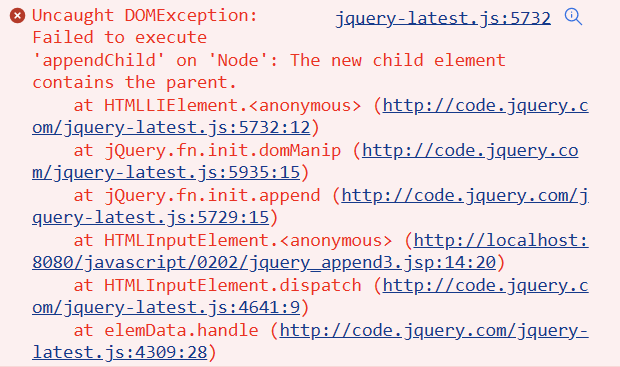 Uncaught DOMException: jquery-latest.js:5732
Failed to execute
'appendChild' on 'Node': The new child element
contains the parent.
at HTMLLIElement.<anonymous> (http://code.jquery.c
om/jquery-latest.js:5732:12)
at jQuery.fn.init.domManip (http://code.jquery.co
m/jquery-latest.js:5935:15)
at jQuery.fn.init.append (http://code.jquery.com/j
query-latest.js:5729:15)
at HTMLInputElement.<anonymous> (http://localhost:
8080/javascript/0202/jquery_append3.jsp:14:20)
at HTMLInputElement.dispatch (http://code.jquery.c
om/jquery-latest.js:4641:9)
at elemData.handle (http://code.jquery.com/jquery-
latest.js:4309:28)